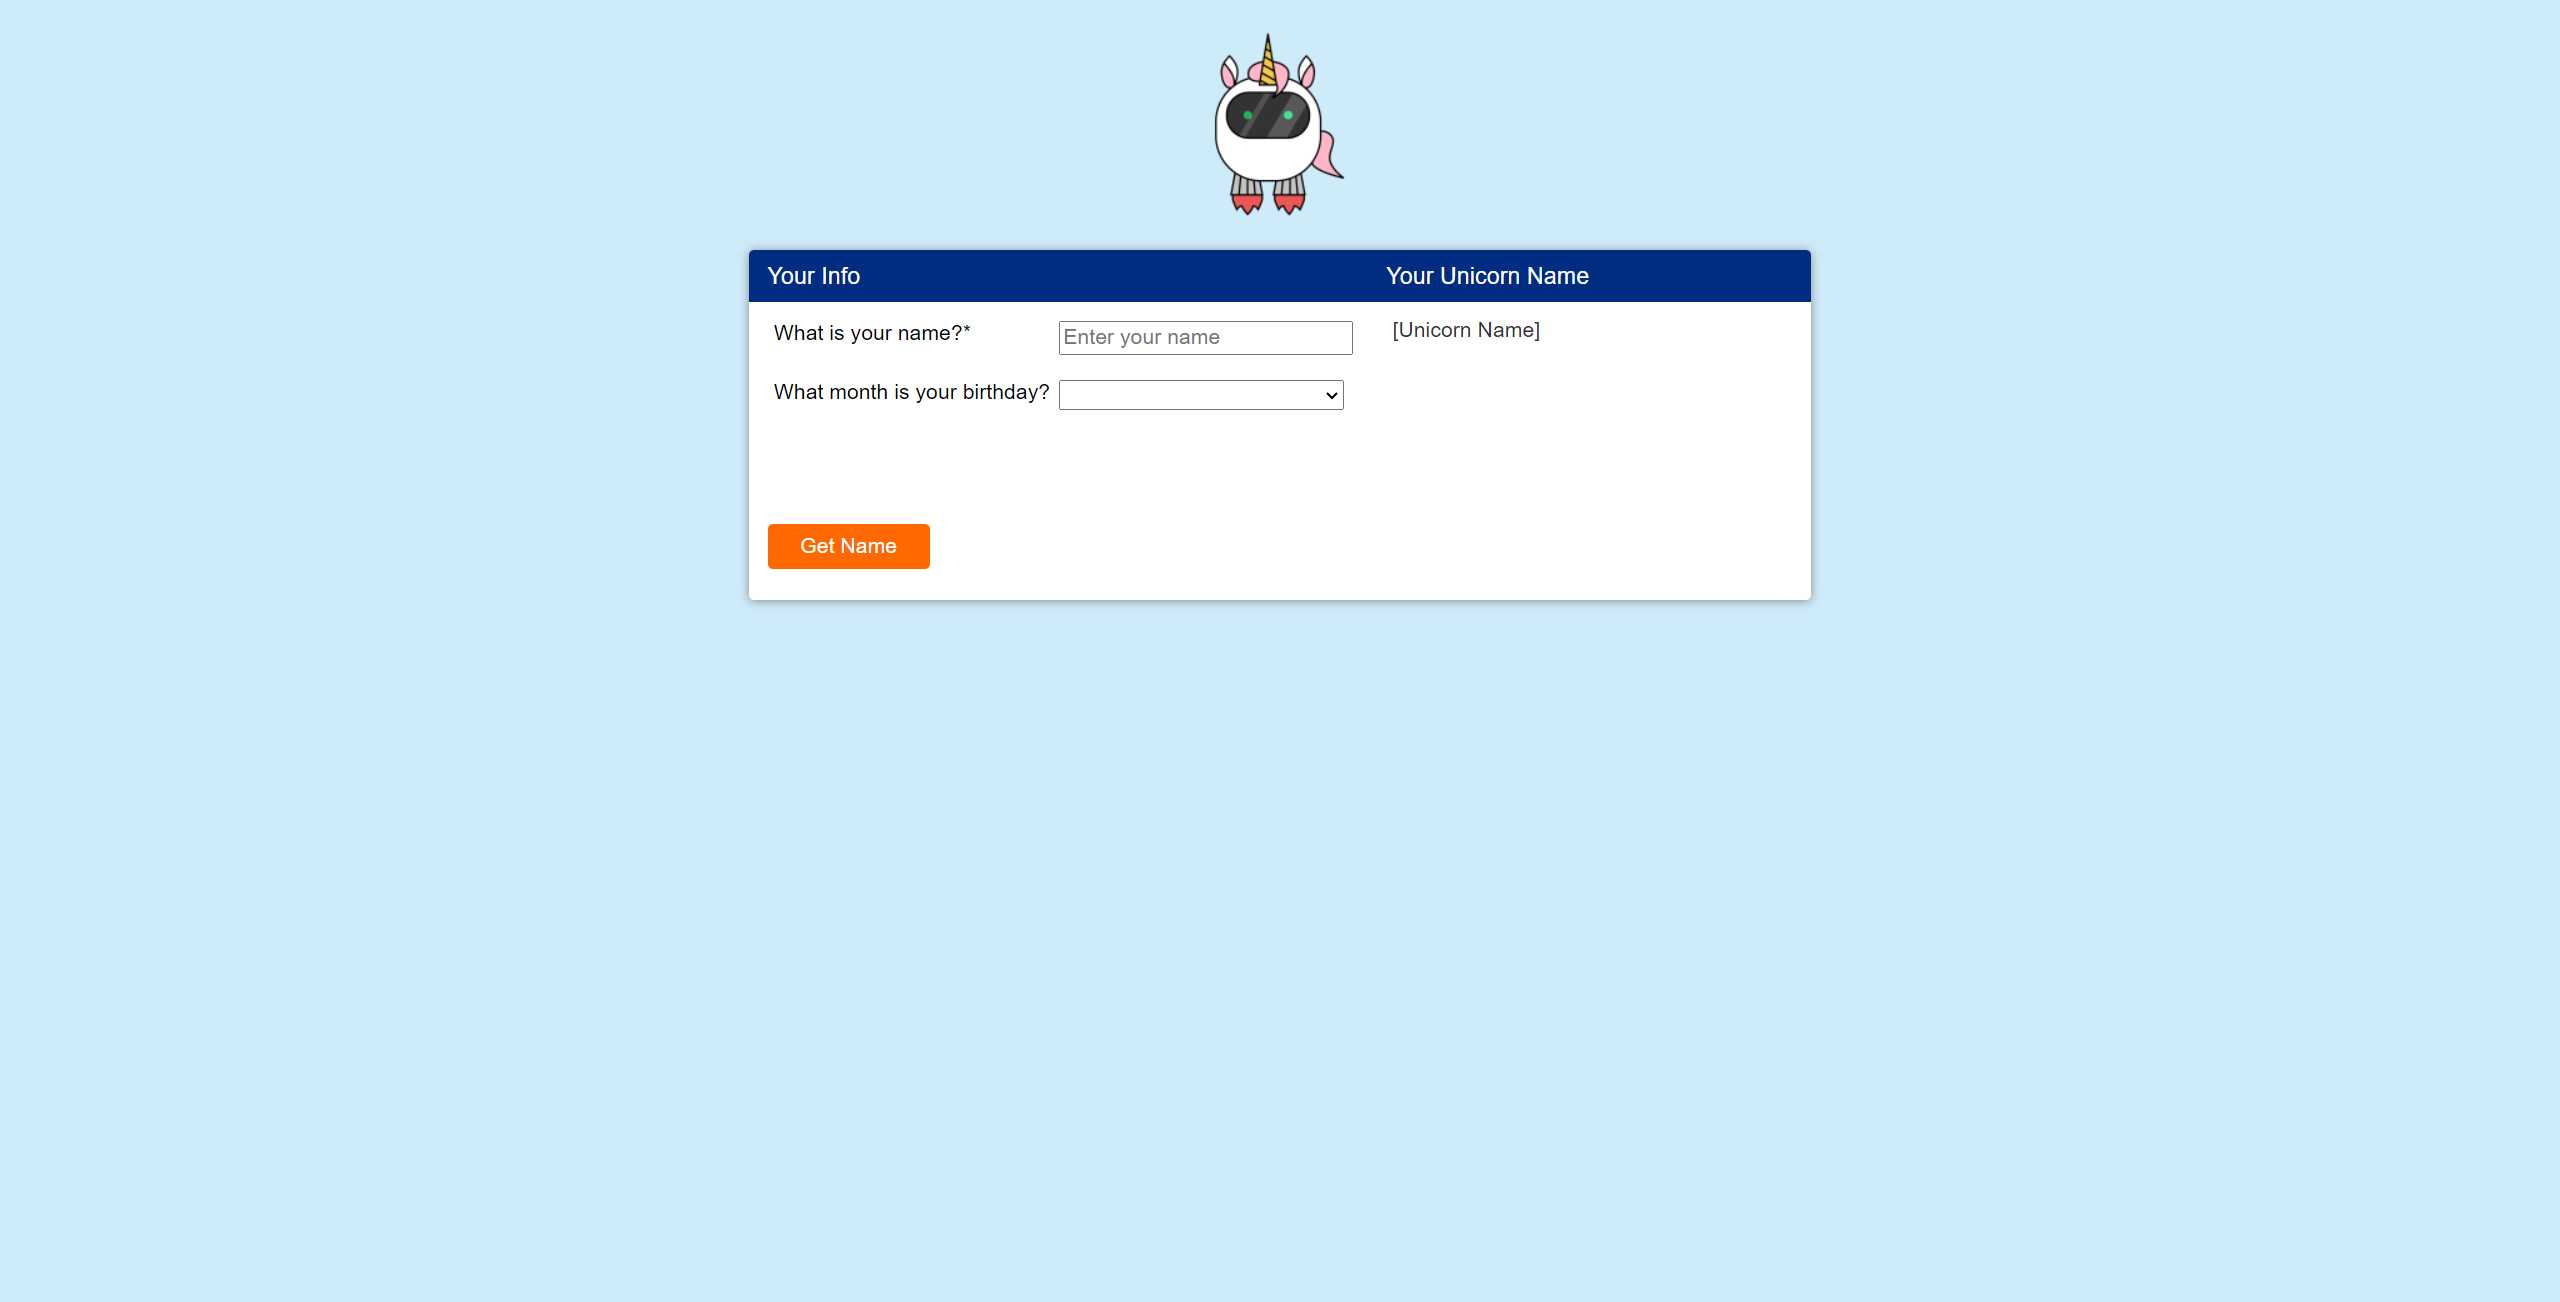 Your Info
Your Unicorn Name
What is your name?*
Enter your name
[Unicorn Name]
What month is your birthday?
Get Name